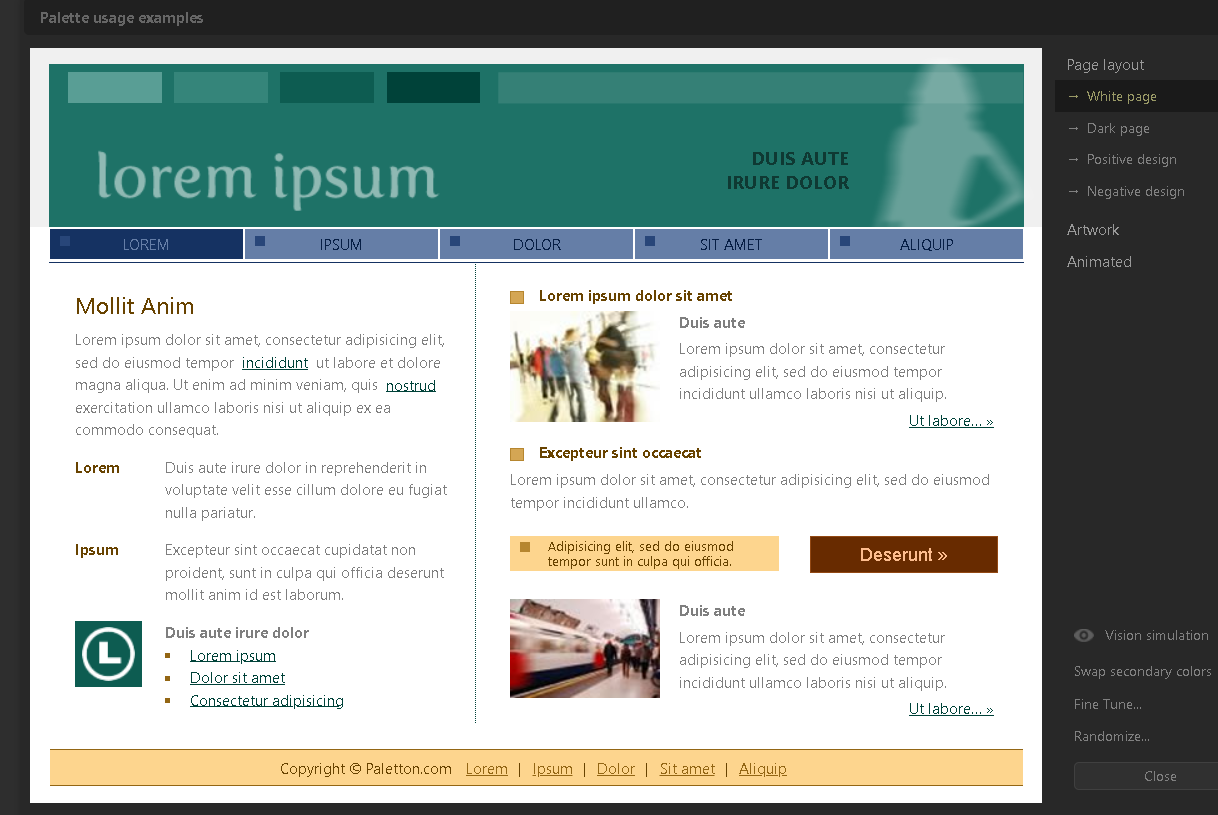 Palette usage examples
lorem ipsum
DUIS AUTE
IRURE DOLOR
LOREM
IPSUM
DOLOR
SIT AMET
ALIQUIP
Mollit Anim
Lorem ipsum dolor sit amet, consectetur adipisicing elit,
sed do eiusmod tempor incididunt ut labore et dolore
magna aliqua. Ut enim ad minim veniam, quis nostrud
exercitation ullamco laboris nisi ut aliquip ex ea
commodo consequat.
Lorem
Duis aute irure dolor in reprehenderit in
voluptate velit esse cillum dolore eu fugiat
nulla pariatur.
Ipsum
Excepteur sint occaecat cupidatat non
proident, sunt in culpa qui officia deserunt
mollit anim id est laborum.
Duis aute irure dolor
Lorem ipsum
Dolor sit amet
Consectetur adipisicing
Lorem ipsum dolor sit amet
Duis aute
Lorem ipsum dolor sit amet, consectetur
adipisicing elit, sed do eiusmod tempor
incididunt ullamco laboris nisi ut aliquip.
Ut labore... »
Excepteur sint occaecat
Lorem ipsum dolor sit amet, consectetur adipisicing elit, sed do eiusmod
tempor incididunt ullamco.
Adipisicing elit, sed do eiusmod
tempor sunt in culpa qui officia.
Deserunt »
Duis aute
Lorem ipsum dolor sit amet, consectetur
adipisicing elit, sed do eiusmod tempor
incididunt ullamco laboris nisi ut aliquip.
Ut labore... »
Copyright © Paletton.com Lorem | Ipsum | Dolor | Sit amet | Aliquip
Page layout
→ White page
→ Dark page
→ Positive design
→ Negative design
Artwork
Animated
Vision simulation
Swap secondary colors
Fine Tune...
Randomize...
Close